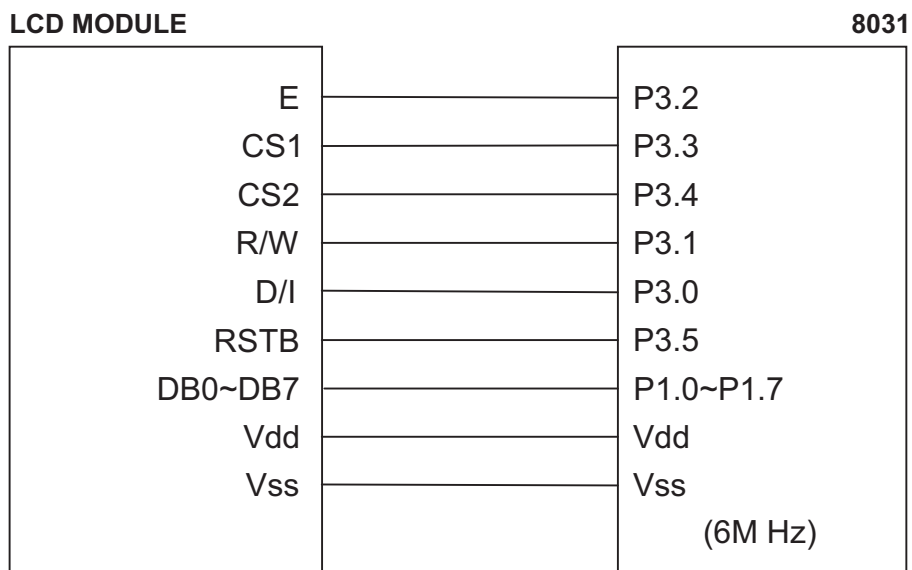 LCD MODULE 8031
E P3.2
CS1 P3.3
CS2 P3.4
R/W P3.1
D/I P3.0
RSTB P3.5
DB0~DB7 P1.0~P1.7
Vdd Vdd
Vss Vss
(6M Hz)